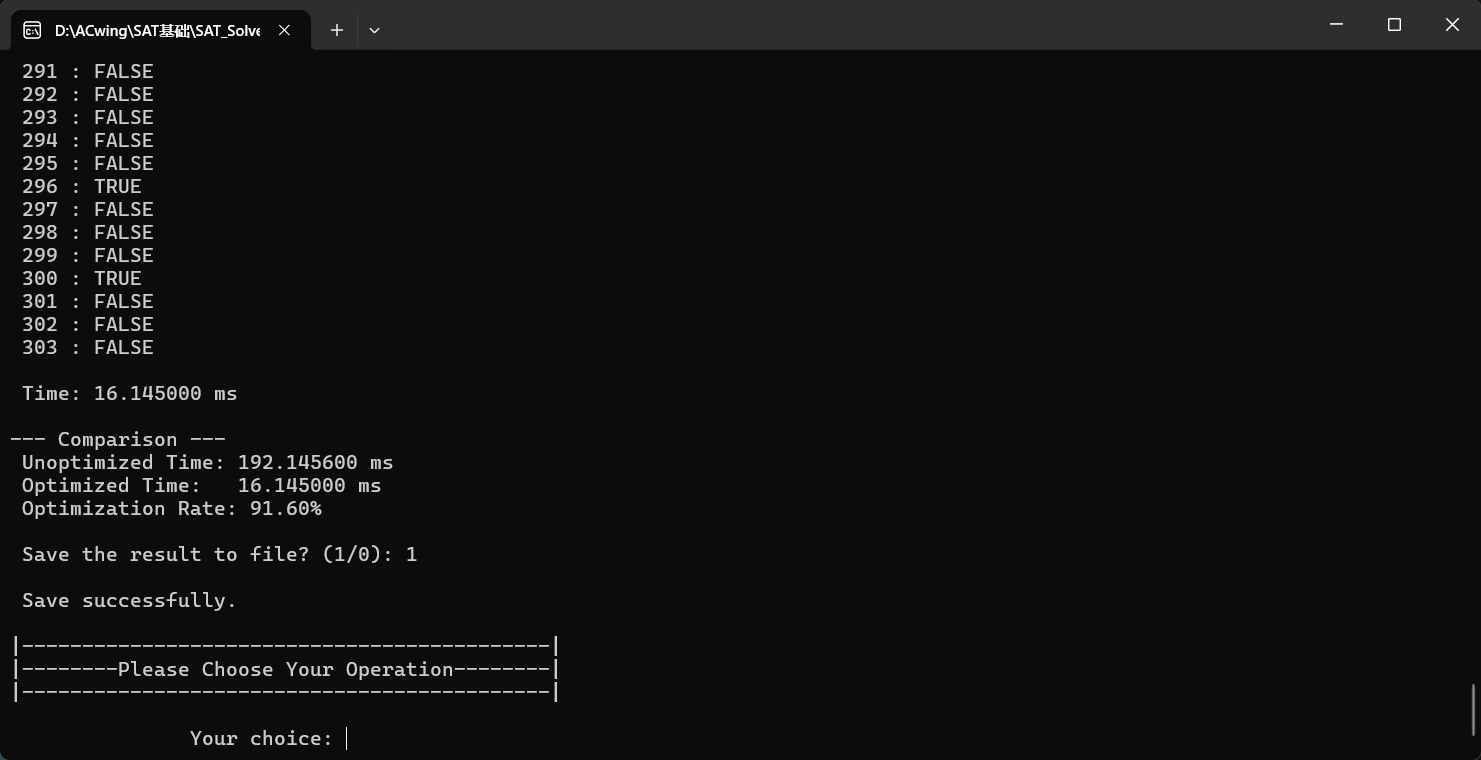 D:\ACwing\SAT基础\SAT_Solve
291 : FALSE
292 : FALSE
293 : FALSE
294 : FALSE
295 : FALSE
296 : TRUE
297 : FALSE
298 : FALSE
299 : FALSE
300 : TRUE
301 : FALSE
302 : FALSE
303 : FALSE
Time: 16.145000 ms
--- Comparison ---
Unoptimized Time: 192.145600 ms
Optimized Time:   16.145000 ms
Optimization Rate: 91.60%
Save the result to file? (1/0): 1
Save successfully.
|--------------------------------------------|
|--------Please Choose Your Operation--------|
|--------------------------------------------|
Your choice: